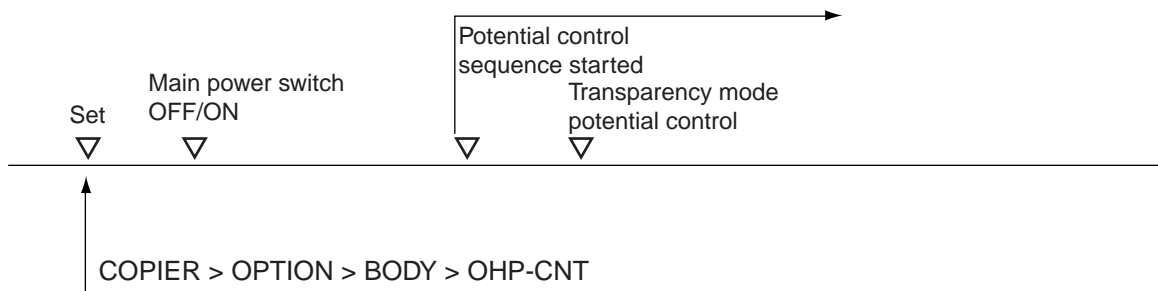 Potential control
sequence started
Main power switch
OFF/ON
Transparency mode
potential control
Set
COPIER > OPTION > BODY > OHP-CNT